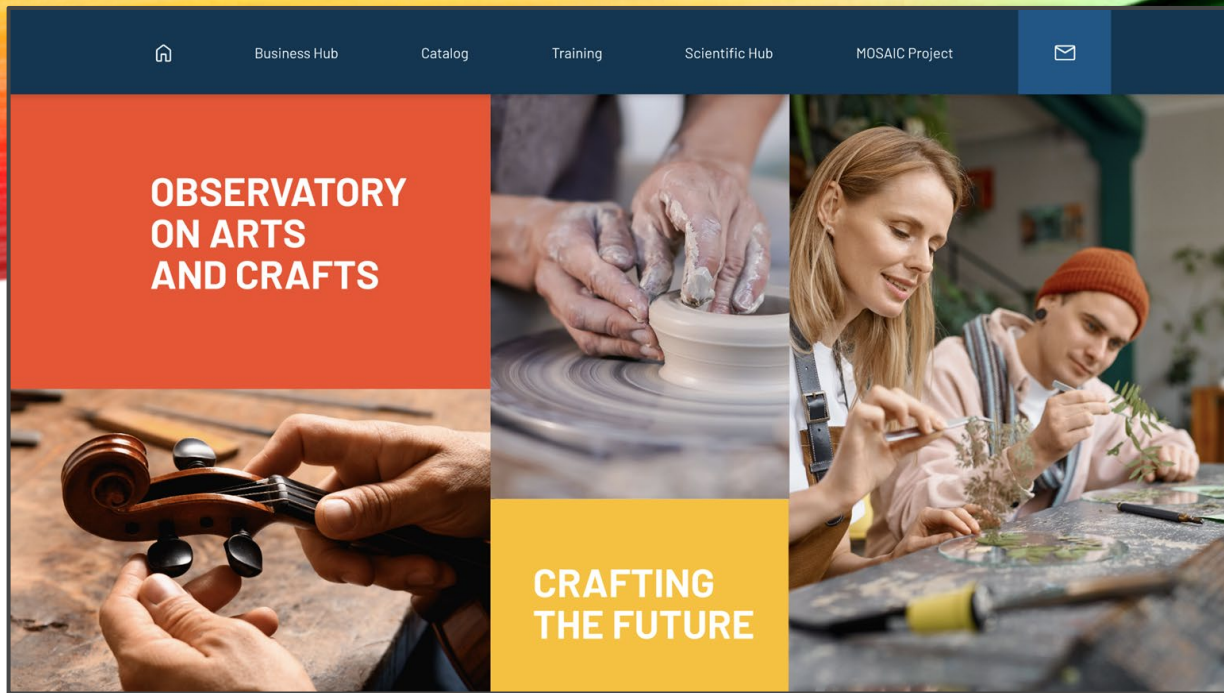 Business Hub Catalog Training Scientific Hub MOSAIC Project
OBSERVATORY
ON ARTS
AND CRAFTS
CRAFTING
THE FUTURE